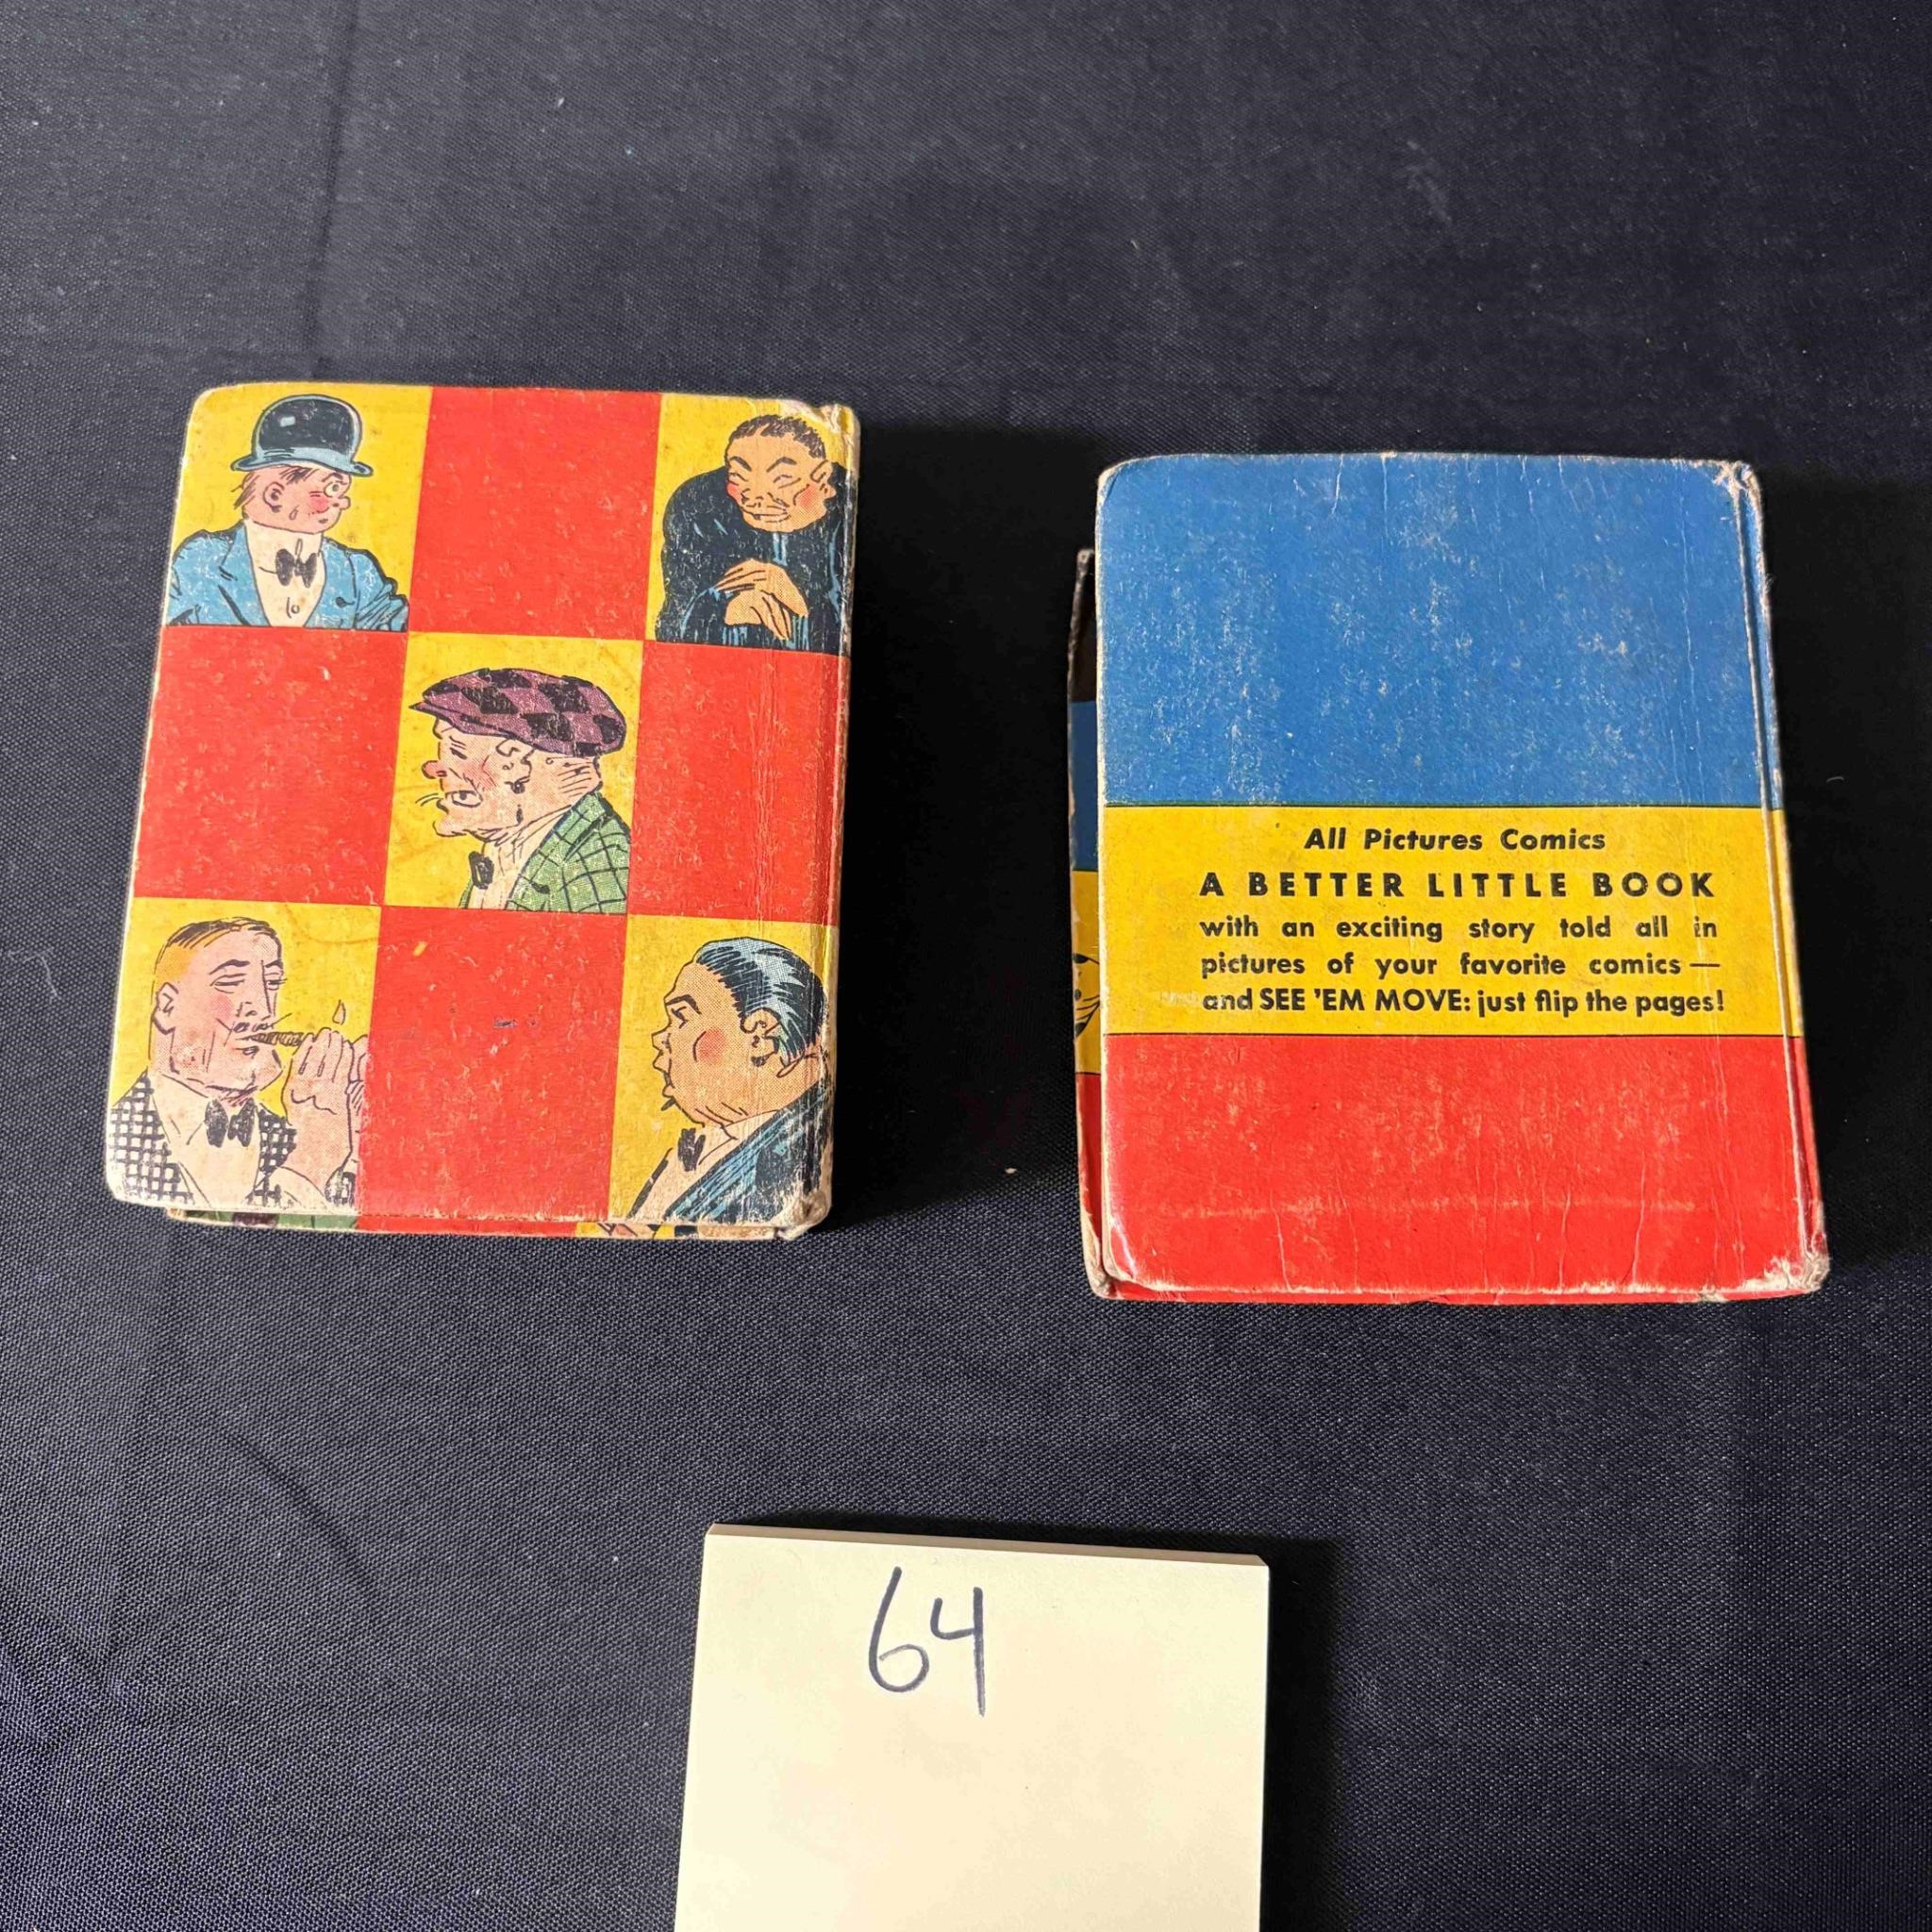 All Pictures Comics
A BETTER LITTLE BOOK
with an exciting story told all in
pictures of your favorite comics —
and SEE 'EM MOVE: just flip the pages!
64